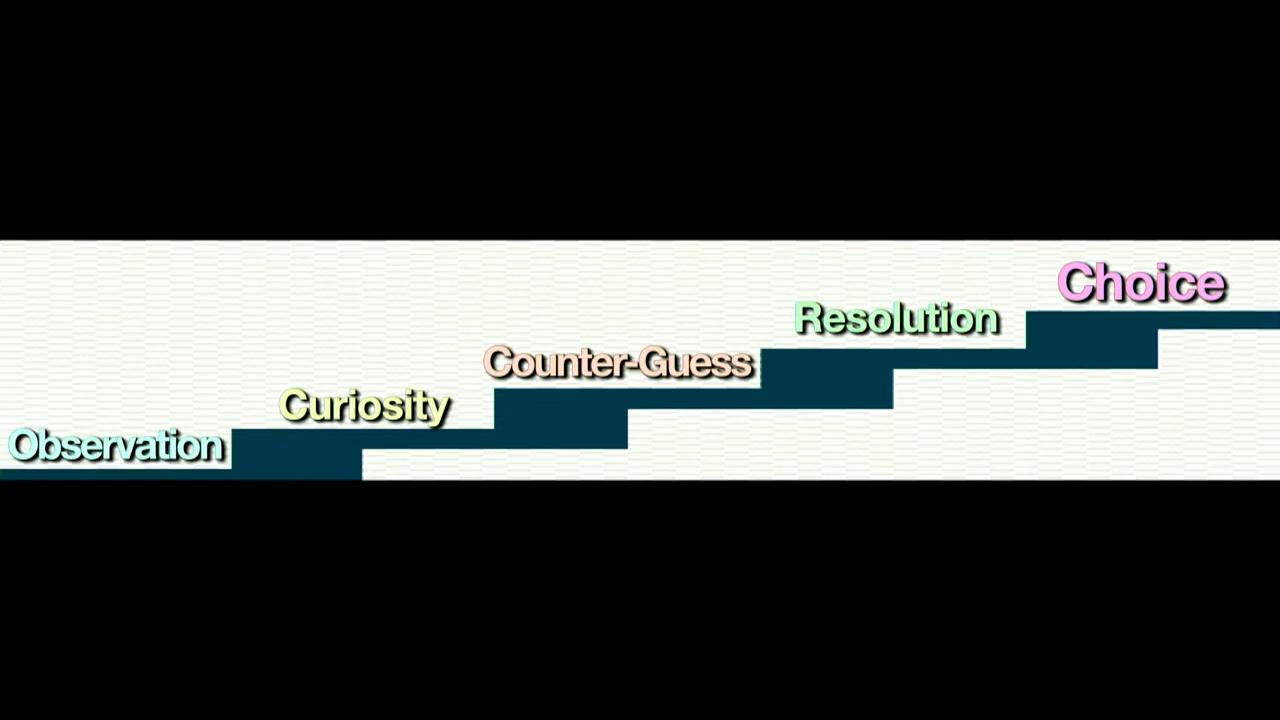 Observation
Curiosity
Counter-Guess
Resolution
Choice